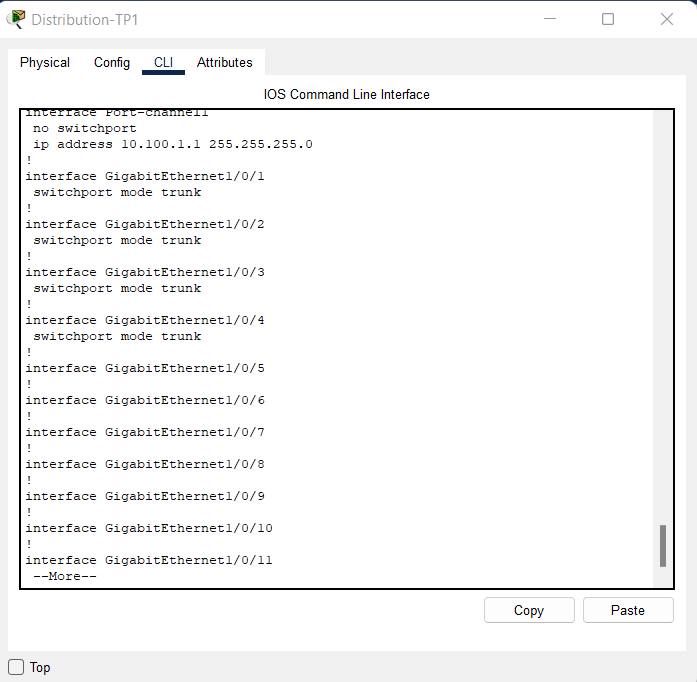 Distribution-TP1
Physical Config CLI Attributes
IOS Command Line Interface
interface Port-channel1
 no switchport
 ip address 10.100.1.1 255.255.255.0
!
interface GigabitEthernet1/0/1
 switchport mode trunk
!
interface GigabitEthernet1/0/2
 switchport mode trunk
!
interface GigabitEthernet1/0/3
 switchport mode trunk
!
interface GigabitEthernet1/0/4
 switchport mode trunk
!
interface GigabitEthernet1/0/5
!
interface GigabitEthernet1/0/6
!
interface GigabitEthernet1/0/7
!
interface GigabitEthernet1/0/8
!
interface GigabitEthernet1/0/9
!
interface GigabitEthernet1/0/10
!
interface GigabitEthernet1/0/11
 --More--
Copy Paste
Top